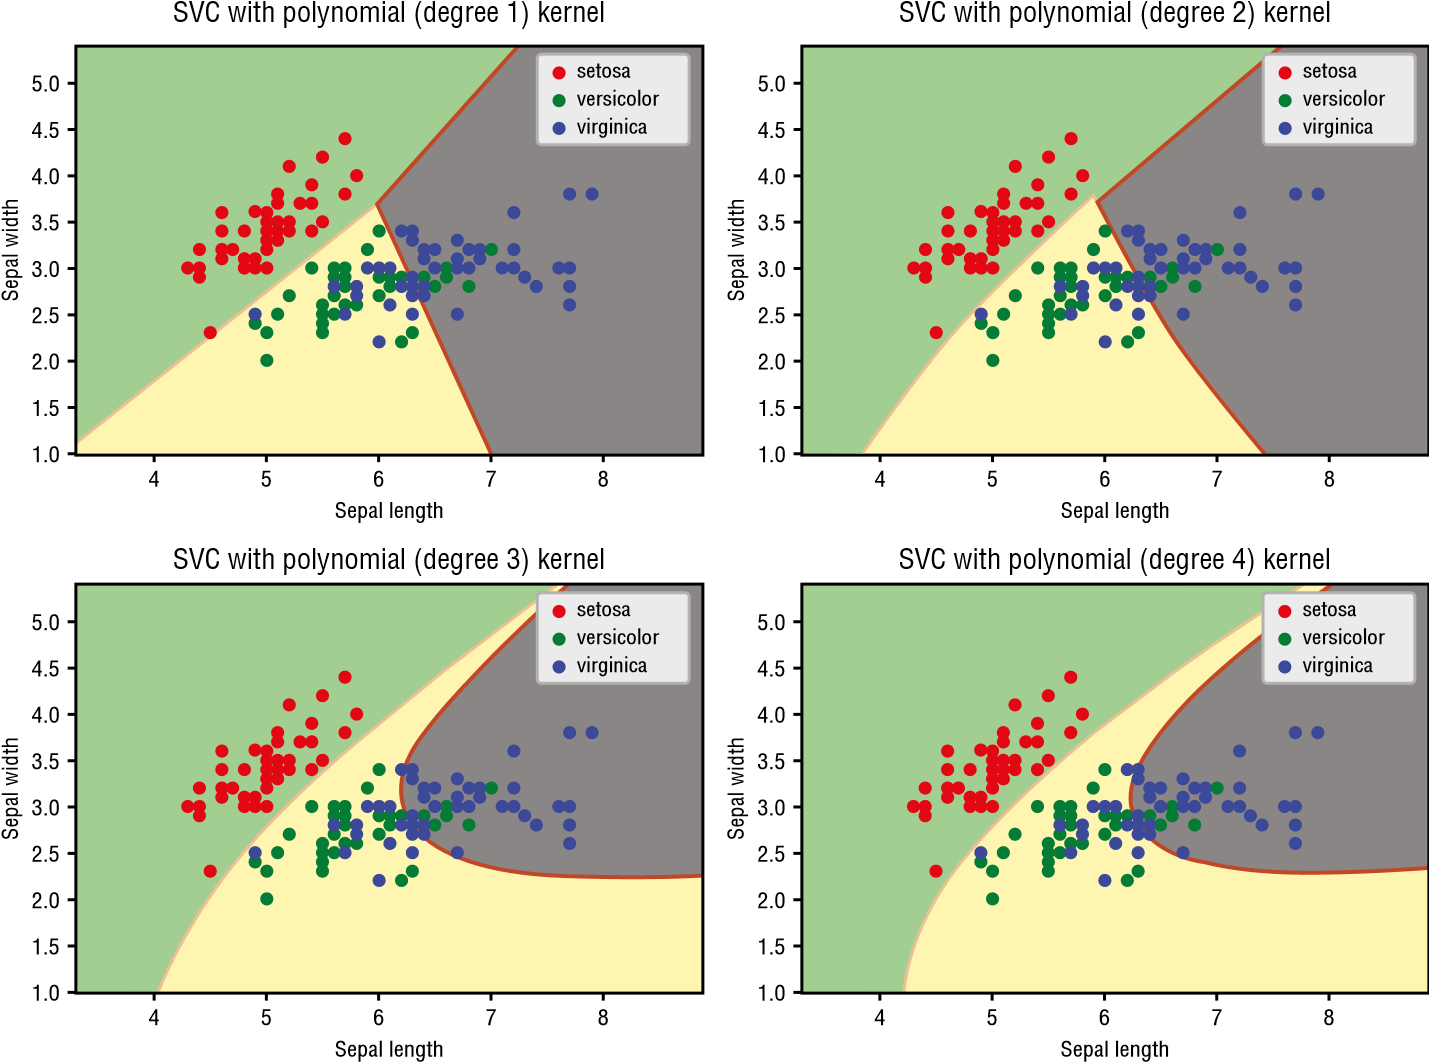 SVC with polynomial (degree 1) kernel
Sepal width
5.0
4.5
4.0
3.5
3.0
2.5
2.0
1.5
1.0
setosa
versicolor
virginica
4 5 6 7 8
Sepal length
SVC with polynomial (degree 2) kernel
Sepal width
5.0
4.5
4.0
3.5
3.0
2.5
2.0
1.5
1.0
setosa
versicolor
virginica
4 5 6 7 8
Sepal length
SVC with polynomial (degree 3) kernel
Sepal width
5.0
4.5
4.0
3.5
3.0
2.5
2.0
1.5
1.0
setosa
versicolor
virginica
4 5 6 7 8
Sepal length
SVC with polynomial (degree 4) kernel
Sepal width
5.0
4.5
4.0
3.5
3.0
2.5
2.0
1.5
1.0
setosa
versicolor
virginica
4 5 6 7 8
Sepal length